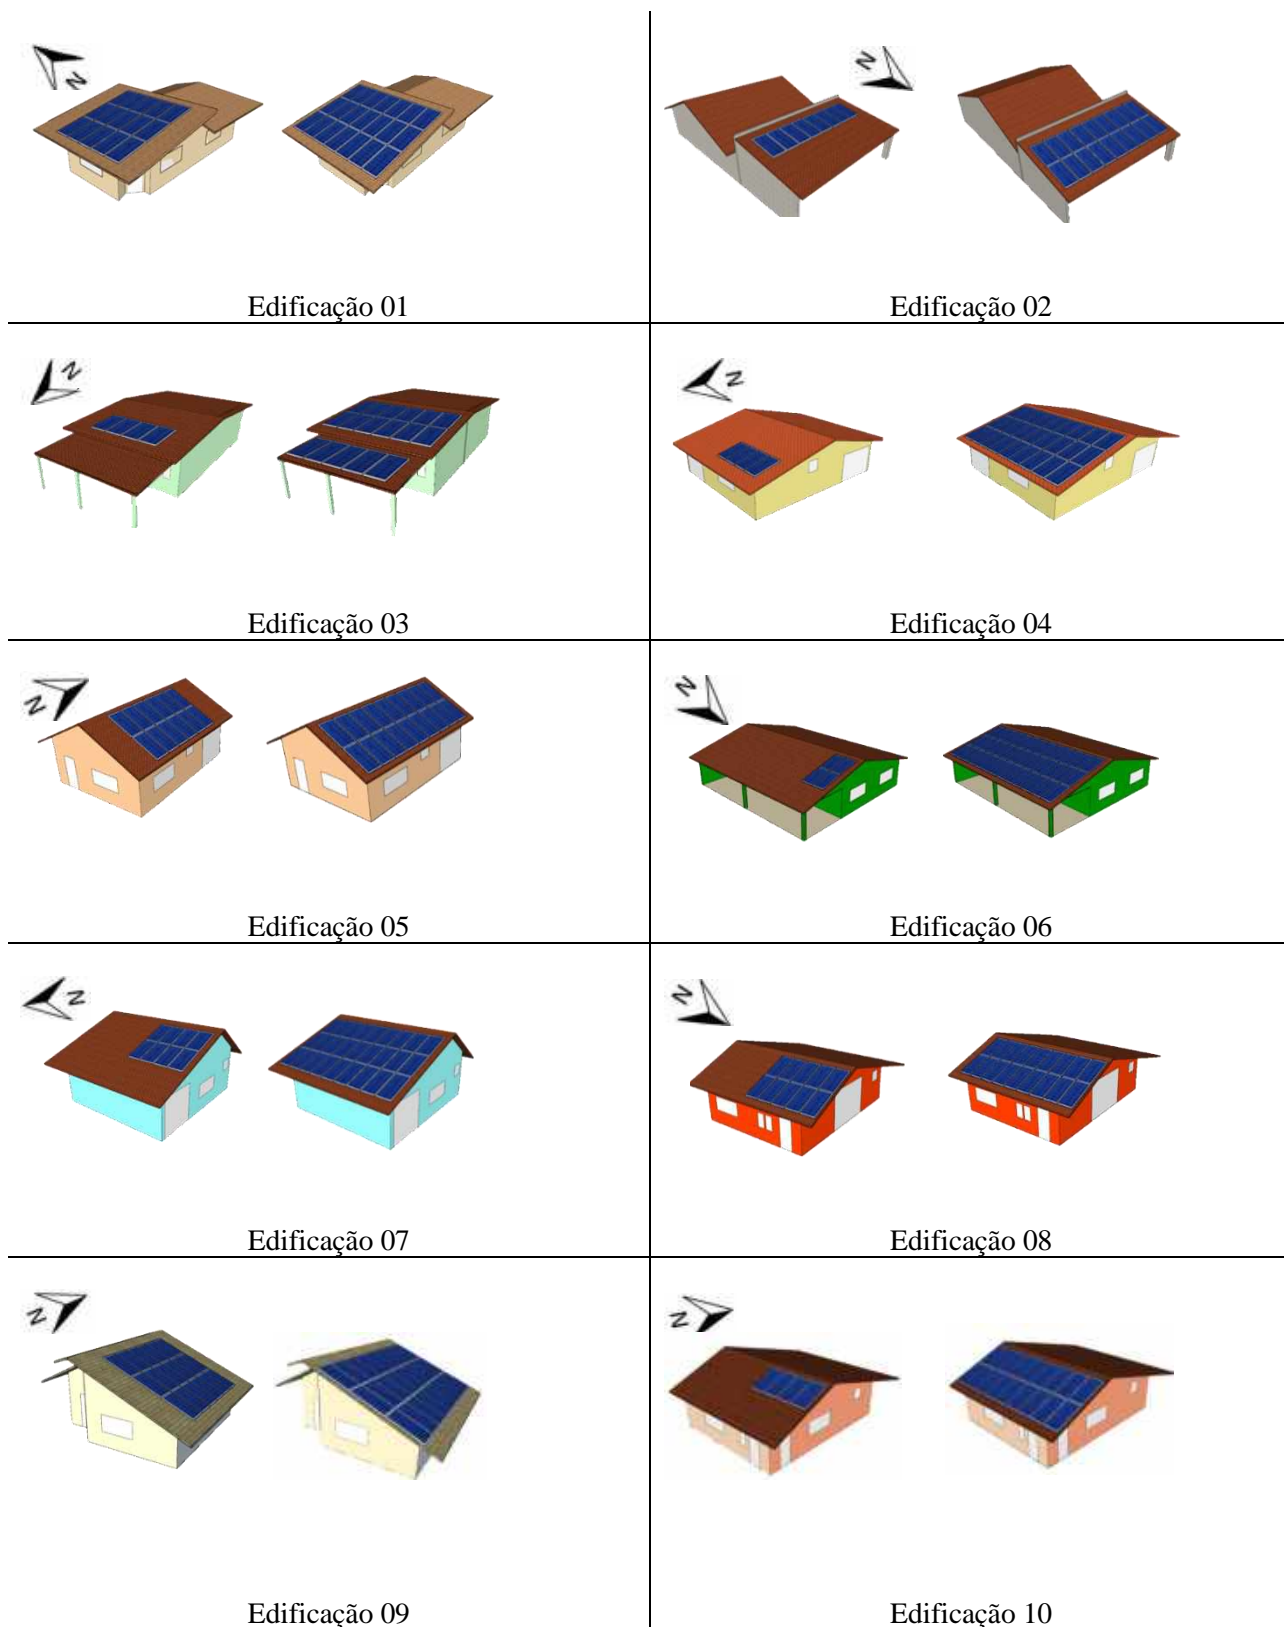 N
N
Edificação 01
Edificação 02
N
N
Edificação 03
Edificação 04
N
N
Edificação 05
Edificação 06
N
N
Edificação 07
Edificação 08
N
N
Edificação 09
Edificação 10